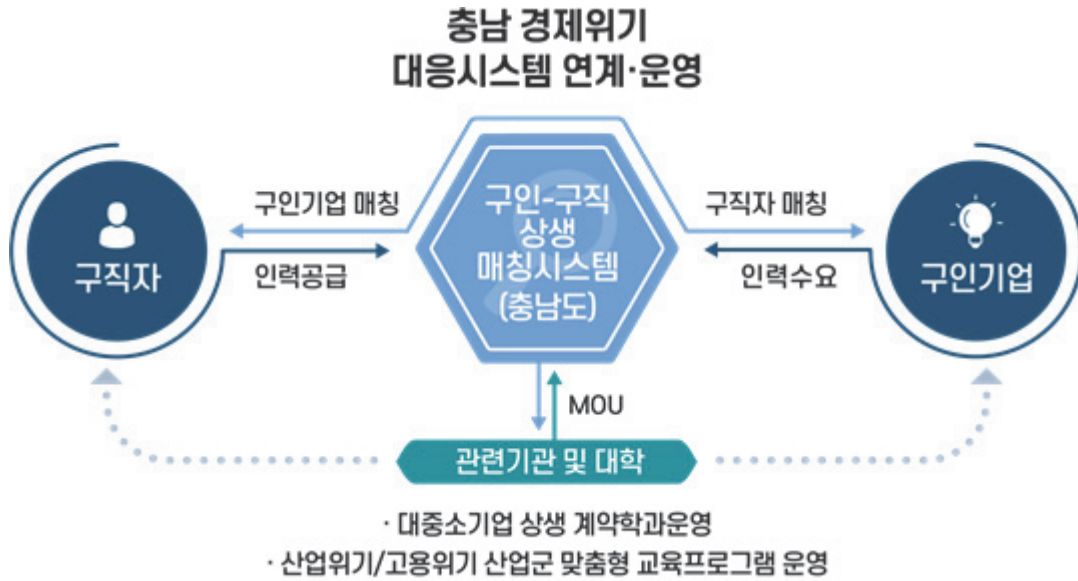 충남 경제위기
대응시스템 연계·운영
구인기업 매칭
구인-구직
상생
매칭시스템
(충남도)
구직자 매칭
구직자
인력공급
인력수요
구인기업
MOU
관련기관 및 대학
· 대중소기업 상생 계약학과운영
· 산업위기/고용위기 산업군 맞춤형 교육프로그램 운영